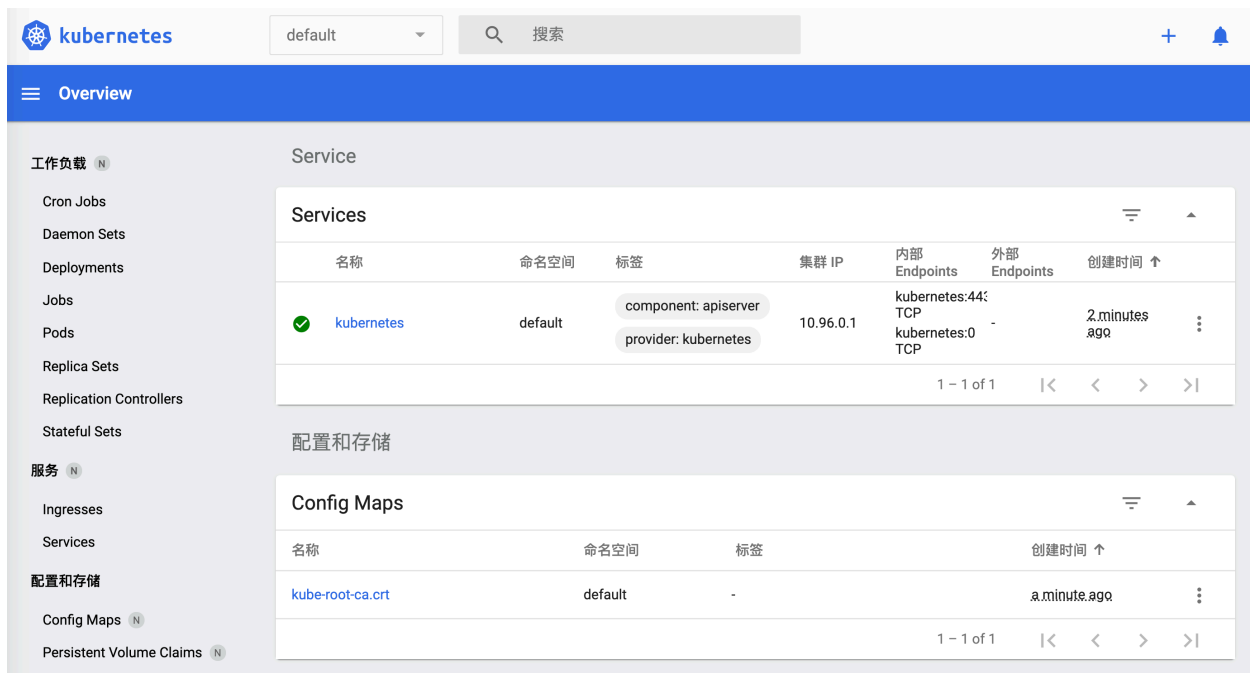 kubernetes
default
搜索
Overview
工作负载 N
Cron Jobs
Daemon Sets
Deployments
Jobs
Pods
Replica Sets
Replication Controllers
Stateful Sets
服务 N
Ingresses
Services
配置和存储
Config Maps N
Persistent Volume Claims N
Service
Services
名称 命名空间 标签 集群 IP 内部 Endpoints 外部 Endpoints 创建时间
kubernetes default component: apiserver provider: kubernetes 10.96.0.1 kubernetes:443 TCP kubernetes:0 TCP - 2 minutes ago
1 – 1 of 1
配置和存储
Config Maps
名称 命名空间 标签 创建时间
kube-root-ca.crt default - a minute ago
1 – 1 of 1